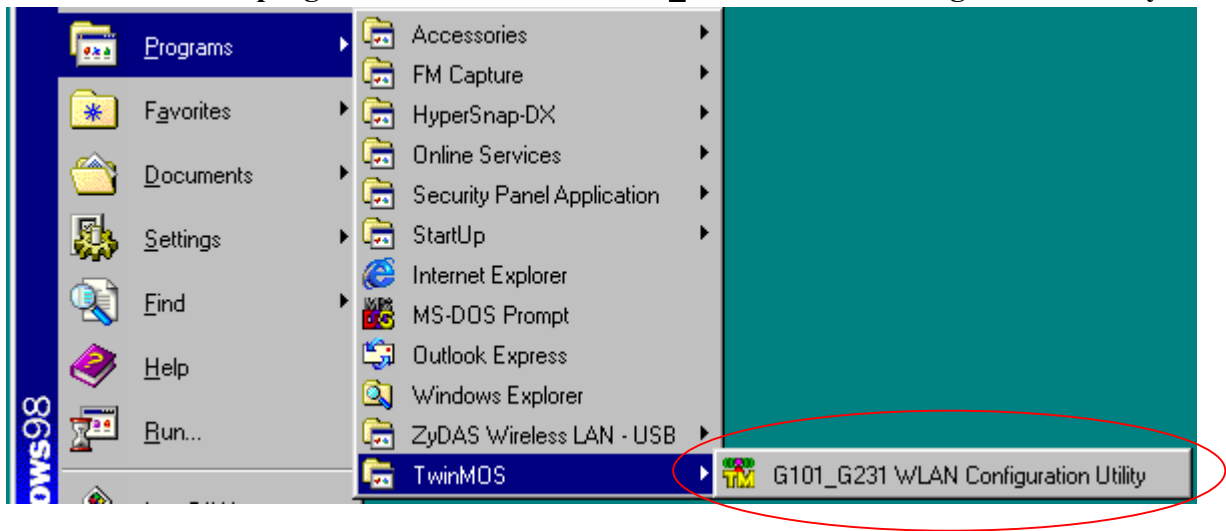 Programs
Favorites
Documents
Settings
Find
Help
Run...
ows98
Accessories
FM Capture
HyperSnap-DX
Online Services
Security Panel Application
StartUp
Internet Explorer
MS-DOS Prompt
Outlook Express
Windows Explorer
ZyDAS Wireless LAN - USB
TwinMOS
G101_G231 WLAN Configuration Utility